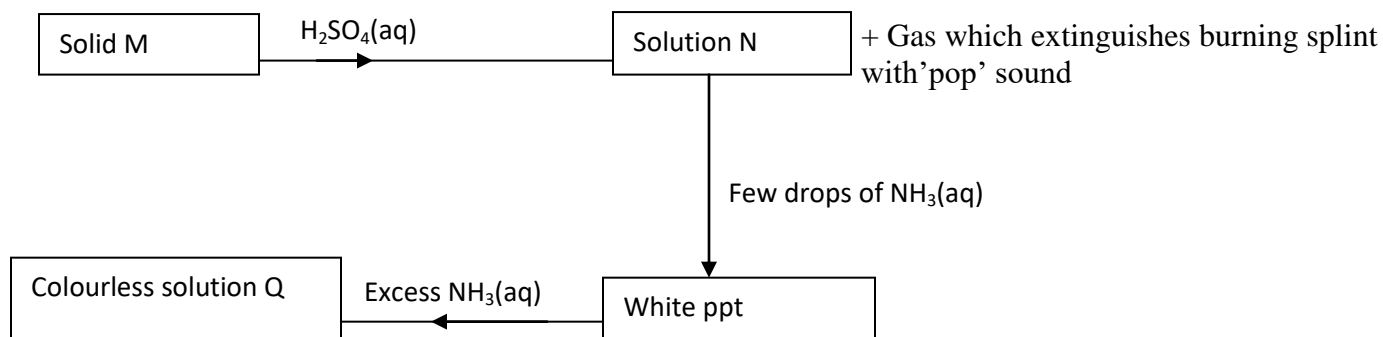 Solid M
H₂SO₄(aq)
Solution N
+ Gas which extinguishes burning splint
with'pop' sound
Few drops of NH₃(aq)
Colourless solution Q
Excess NH₃(aq)
White ppt